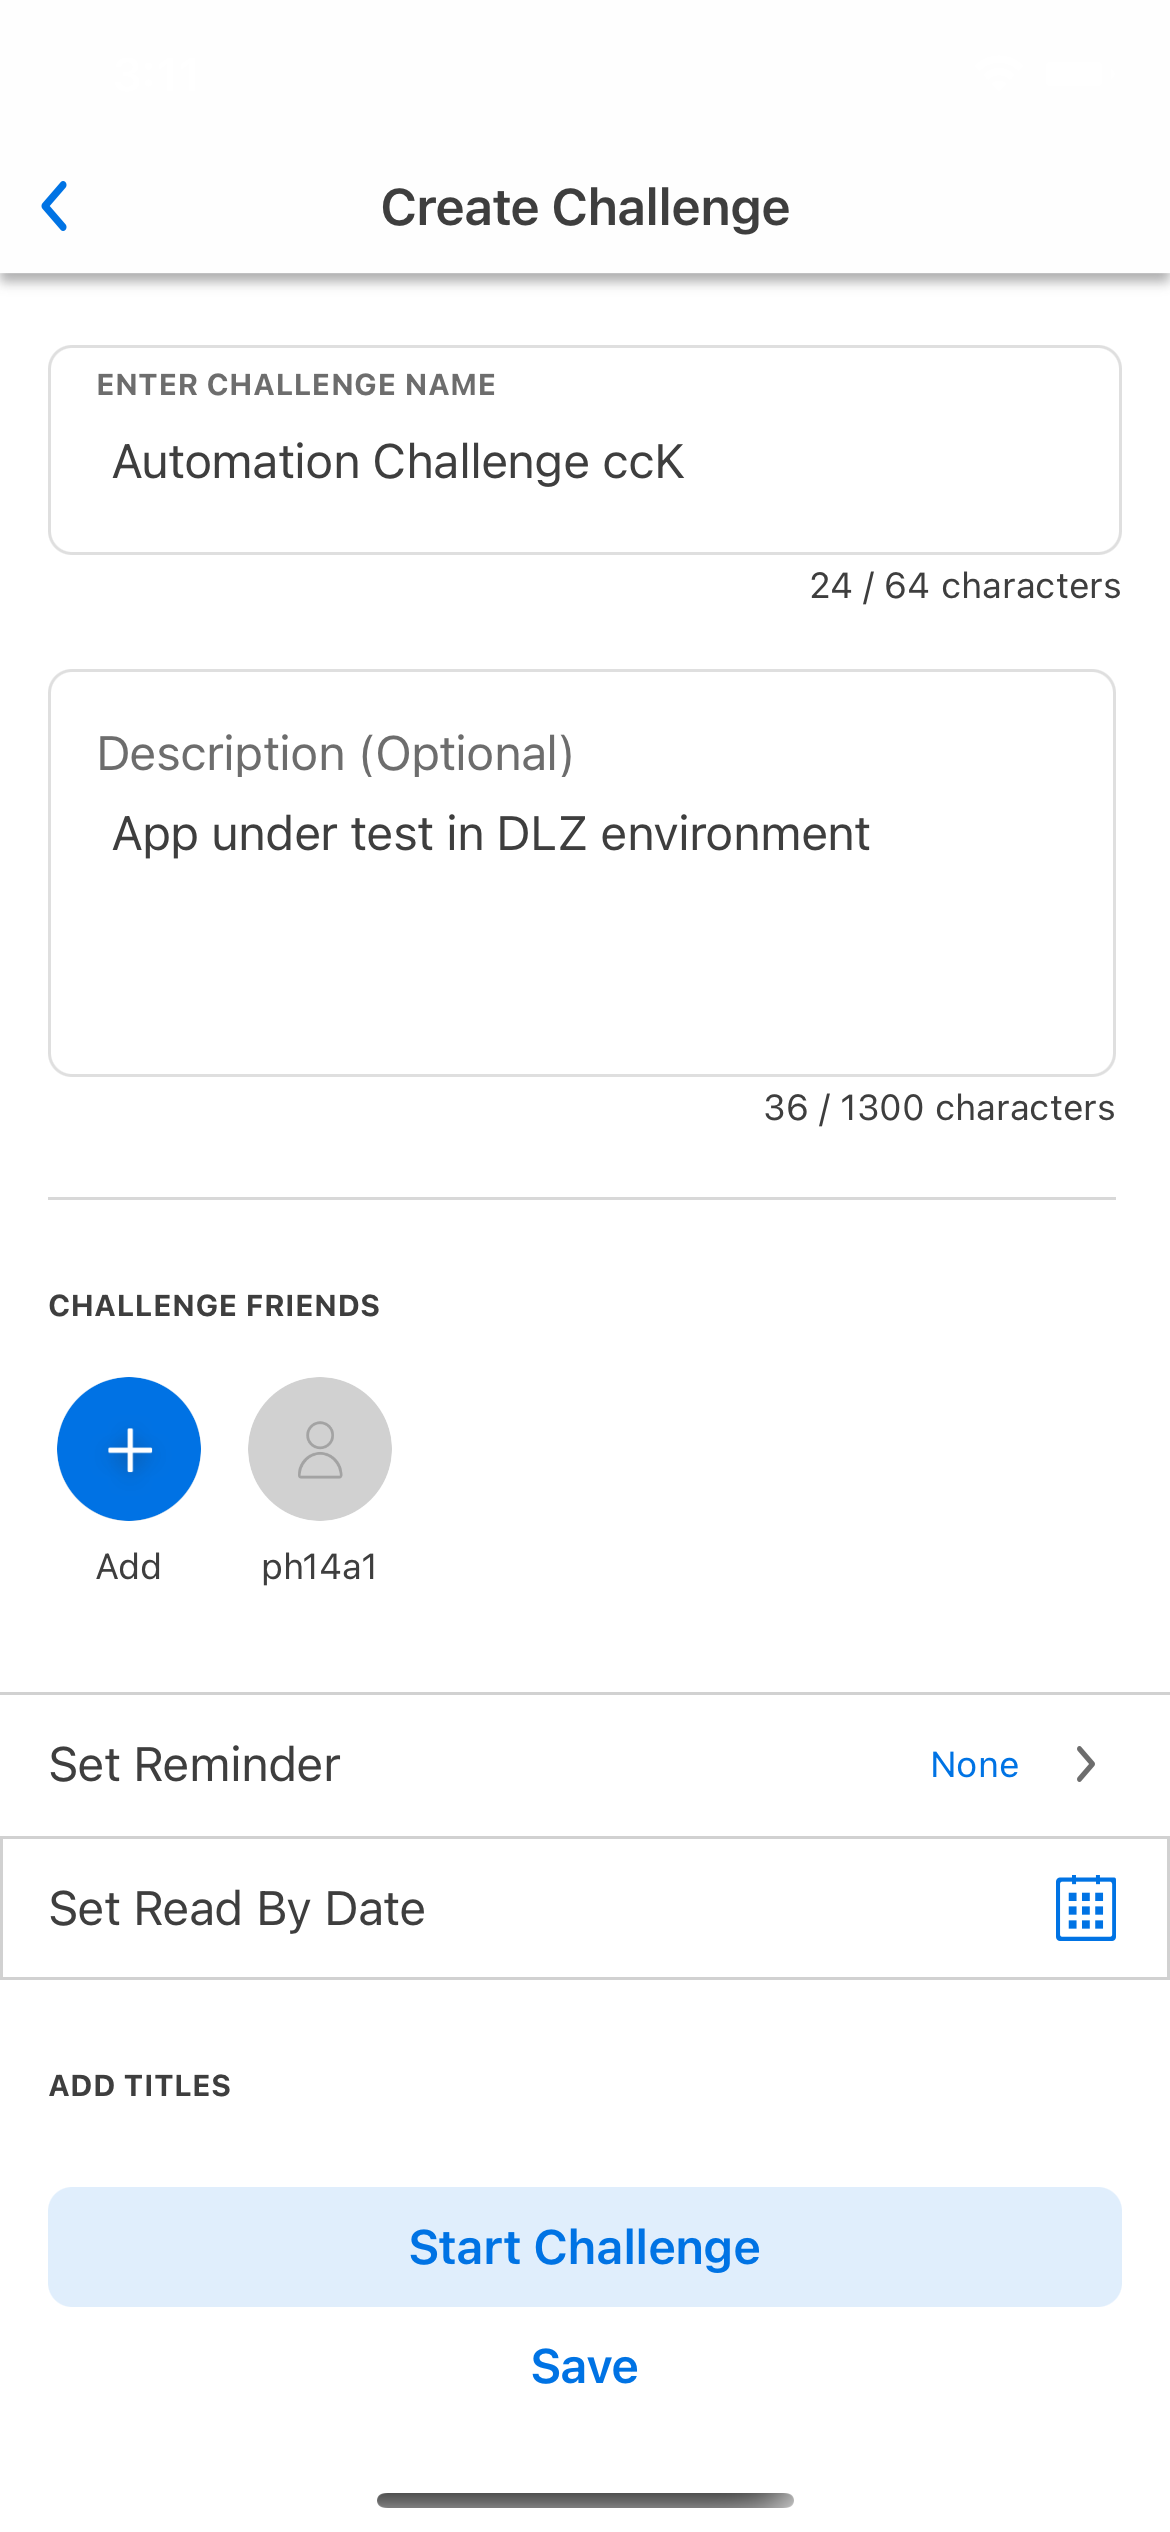 Create Challenge
ENTER CHALLENGE NAME
Automation Challenge ccK
24 / 64 characters
Description (Optional)
App under test in DLZ environment
36 / 1300 characters
CHALLENGE FRIENDS
Add
ph14a1
Set Reminder
None
Set Read By Date
ADD TITLES
Start Challenge
Save